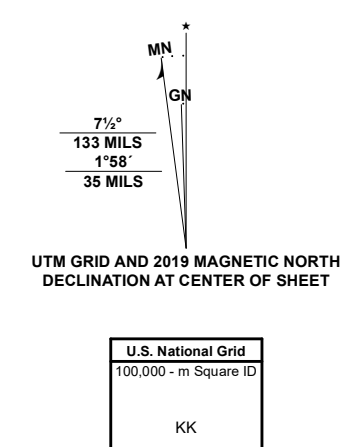 ★
MN
GN
7½°
133 MILS
1°58´
35 MILS
UTM GRID AND 2019 MAGNETIC NORTH
DECLINATION AT CENTER OF SHEET
U.S. National Grid
100,000 - m Square ID
KK